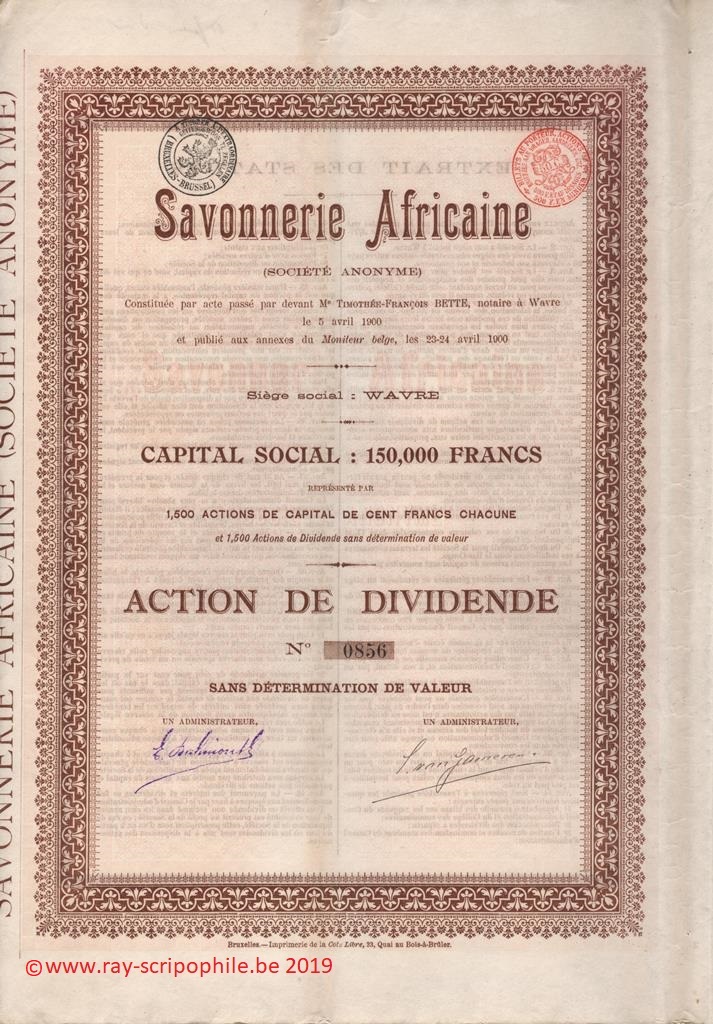 SAVONNERIE AFRICAINE (SOCIÉTÉ ANONYME)
(BRUXELLES-BRUSSEL)
Savonnerie Africaine
(SOCIÉTÉ ANONYME)
Constituée par acte passé par devant Me TIMOTHÉE-FRANÇOIS BETTE, notaire à Wavre
le 5 avril 1900
et publié aux annexes du Moniteur belge, les 23-24 avril 1900
Siège social : WAVRE
CAPITAL SOCIAL : 150,000 FRANCS
REPRÉSENTÉ PAR
1,500 ACTIONS DE CAPITAL DE CENT FRANCS CHACUNE
et 1,500 Actions de Dividende sans détermination de valeur
ACTION DE DIVIDENDE
No 0856
SANS DÉTERMINATION DE VALEUR
UN ADMINISTRATEUR,
UN ADMINISTRATEUR,
Bruxelles.— Imprimerie de la Cote Libre, 23, Quai au Bois-à-Brûler.
©www.ray-scripophile.be 2019